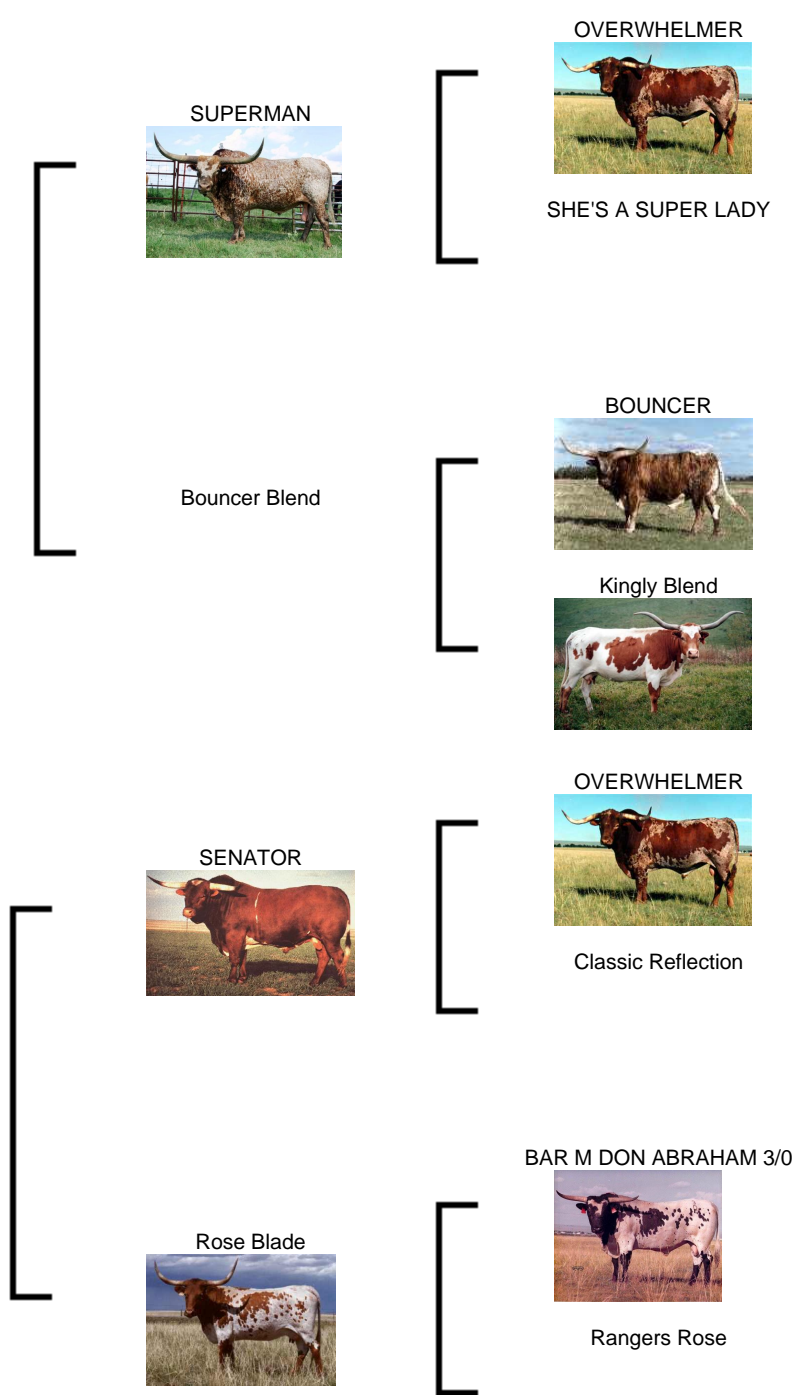 OVERWHELMER
SUPERMAN
SHE'S A SUPER LADY
BOUNCER
Bouncer Blend
Kingly Blend
OVERWHELMER
SENATOR
Classic Reflection
BAR M DON ABRAHAM 3/0
Rose Blade
Rangers Rose